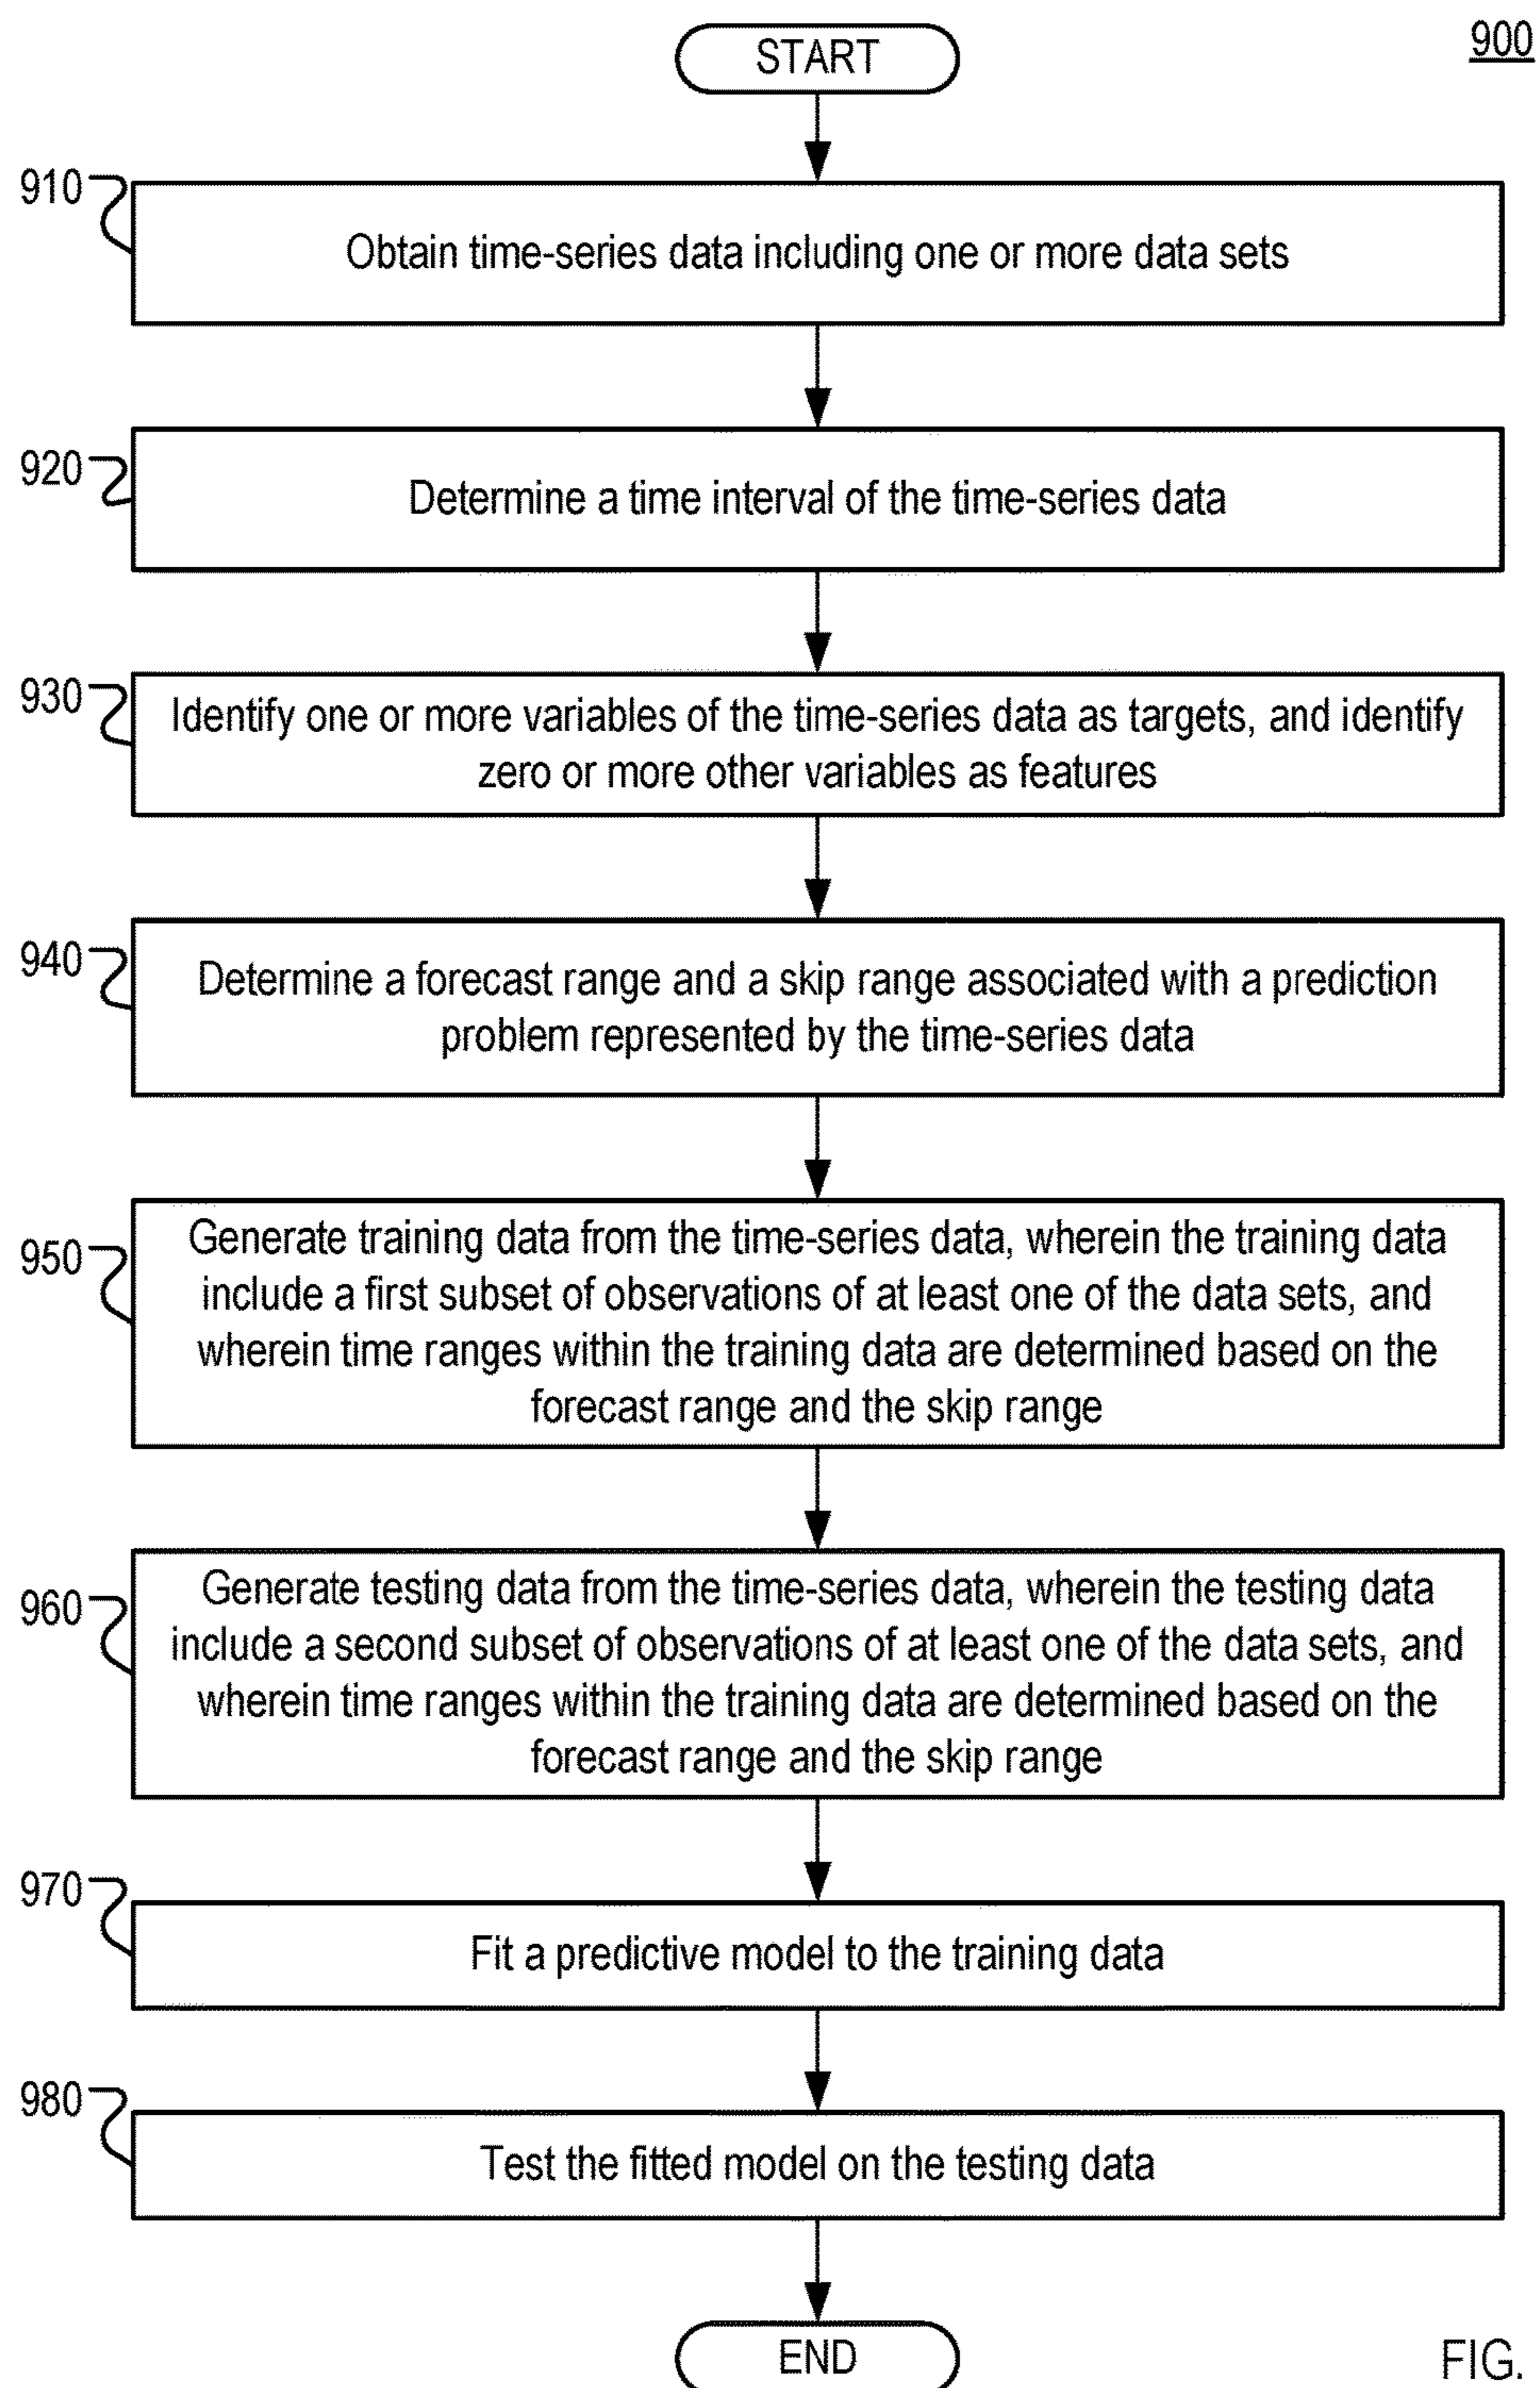 START
900
910
Obtain time-series data including one or more data sets
920
Determine a time interval of the time-series data
930
Identify one or more variables of the time-series data as targets, and identify
zero or more other variables as features
940
Determine a forecast range and a skip range associated with a prediction
problem represented by the time-series data
950
Generate training data from the time-series data, wherein the training data
include a first subset of observations of at least one of the data sets, and
wherein time ranges within the training data are determined based on the
forecast range and the skip range
960
Generate testing data from the time-series data, wherein the testing data
include a second subset of observations of at least one of the data sets, and
wherein time ranges within the training data are determined based on the
forecast range and the skip range
970
Fit a predictive model to the training data
980
Test the fitted model on the testing data
END
FIG.